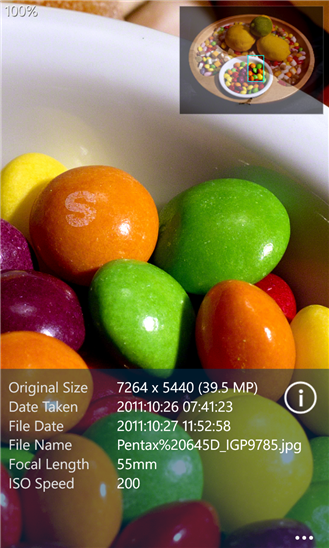 100%
S
Original Size 7264 x 5440 (39.5 MP)
Date Taken 2011:10:26 07:41:23
File Date 2011:10:27 11:52:58
File Name Pentax%20645D_IGP9785.jpg
Focal Length 55mm
ISO Speed 200